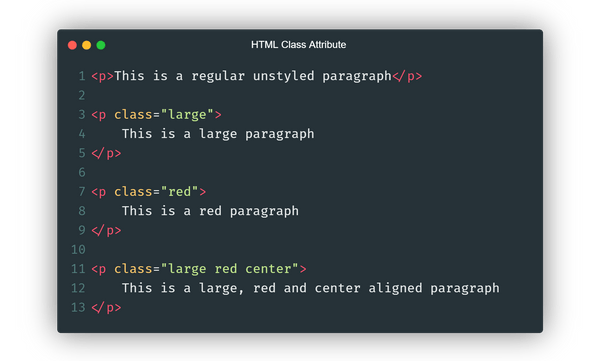 HTML Class Attribute
1 <p>This is a regular unstyled paragraph</p>
2
3 <p class="large">
4     This is a large paragraph
5 </p>
6
7 <p class="red">
8     This is a red paragraph
9 </p>
10
11 <p class="large red center">
12     This is a large, red and center aligned paragraph
13 </p>